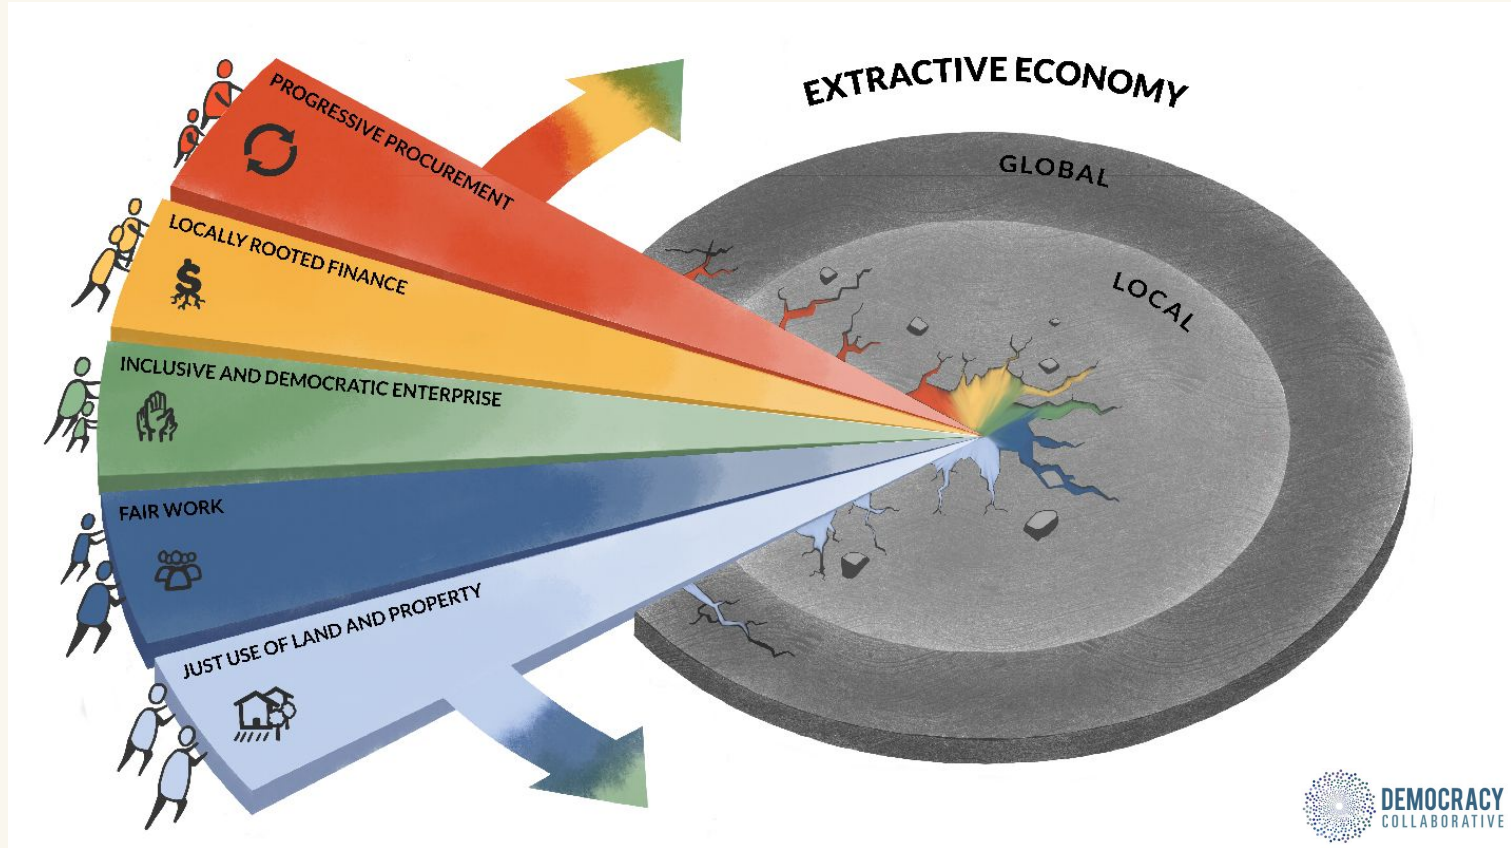 EXTRACTIVE ECONOMY
GLOBAL
LOCAL
PROGRESSIVE PROCUREMENT
LOCALLY ROOTED FINANCE
INCLUSIVE AND DEMOCRATIC ENTERPRISE
FAIR WORK
JUST USE OF LAND AND PROPERTY
DEMOCRACY
COLLABORATIVE